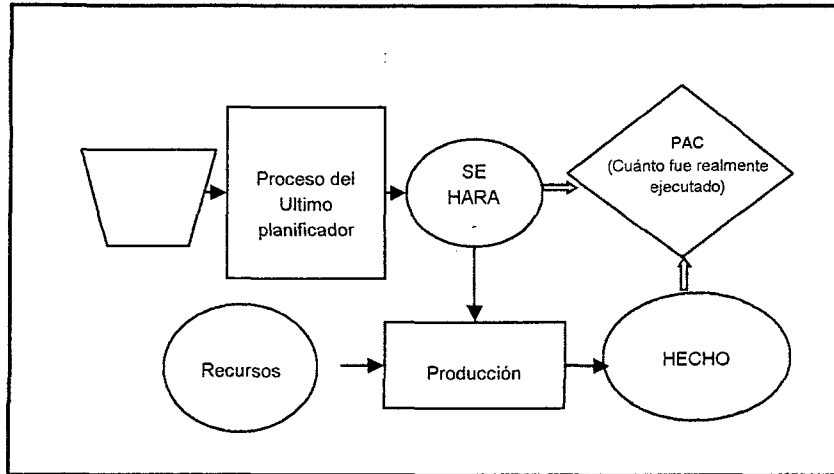 Proceso del
Ultimo
planificador
SE
HARA
PAC
(Cuánto fue realmente
ejecutado)
Recursos
Producción
HECHO